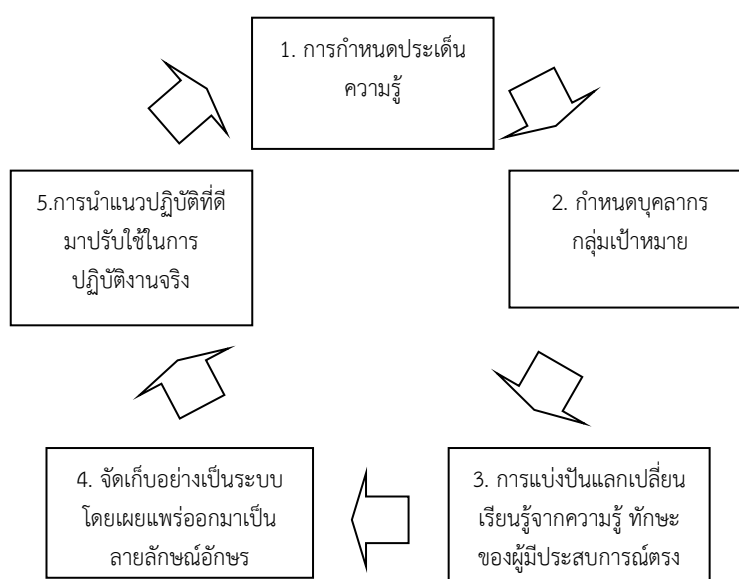 1. การกำหนดประเด็น
ความรู้
2. กำหนดบุคลากร
กลุ่มเป้าหมาย
3. การแบ่งปันแลกเปลี่ยน
เรียนรู้จากความรู้ ทักษะ
ของผู้มีประสบการณ์ตรง
4. จัดเก็บอย่างเป็นระบบ
โดยเผยแพร่ออกมาเป็น
ลายลักษณ์อักษร
5.การนำแนวปฏิบัติที่ดี
มาปรับใช้ในการ
ปฏิบัติงานจริง